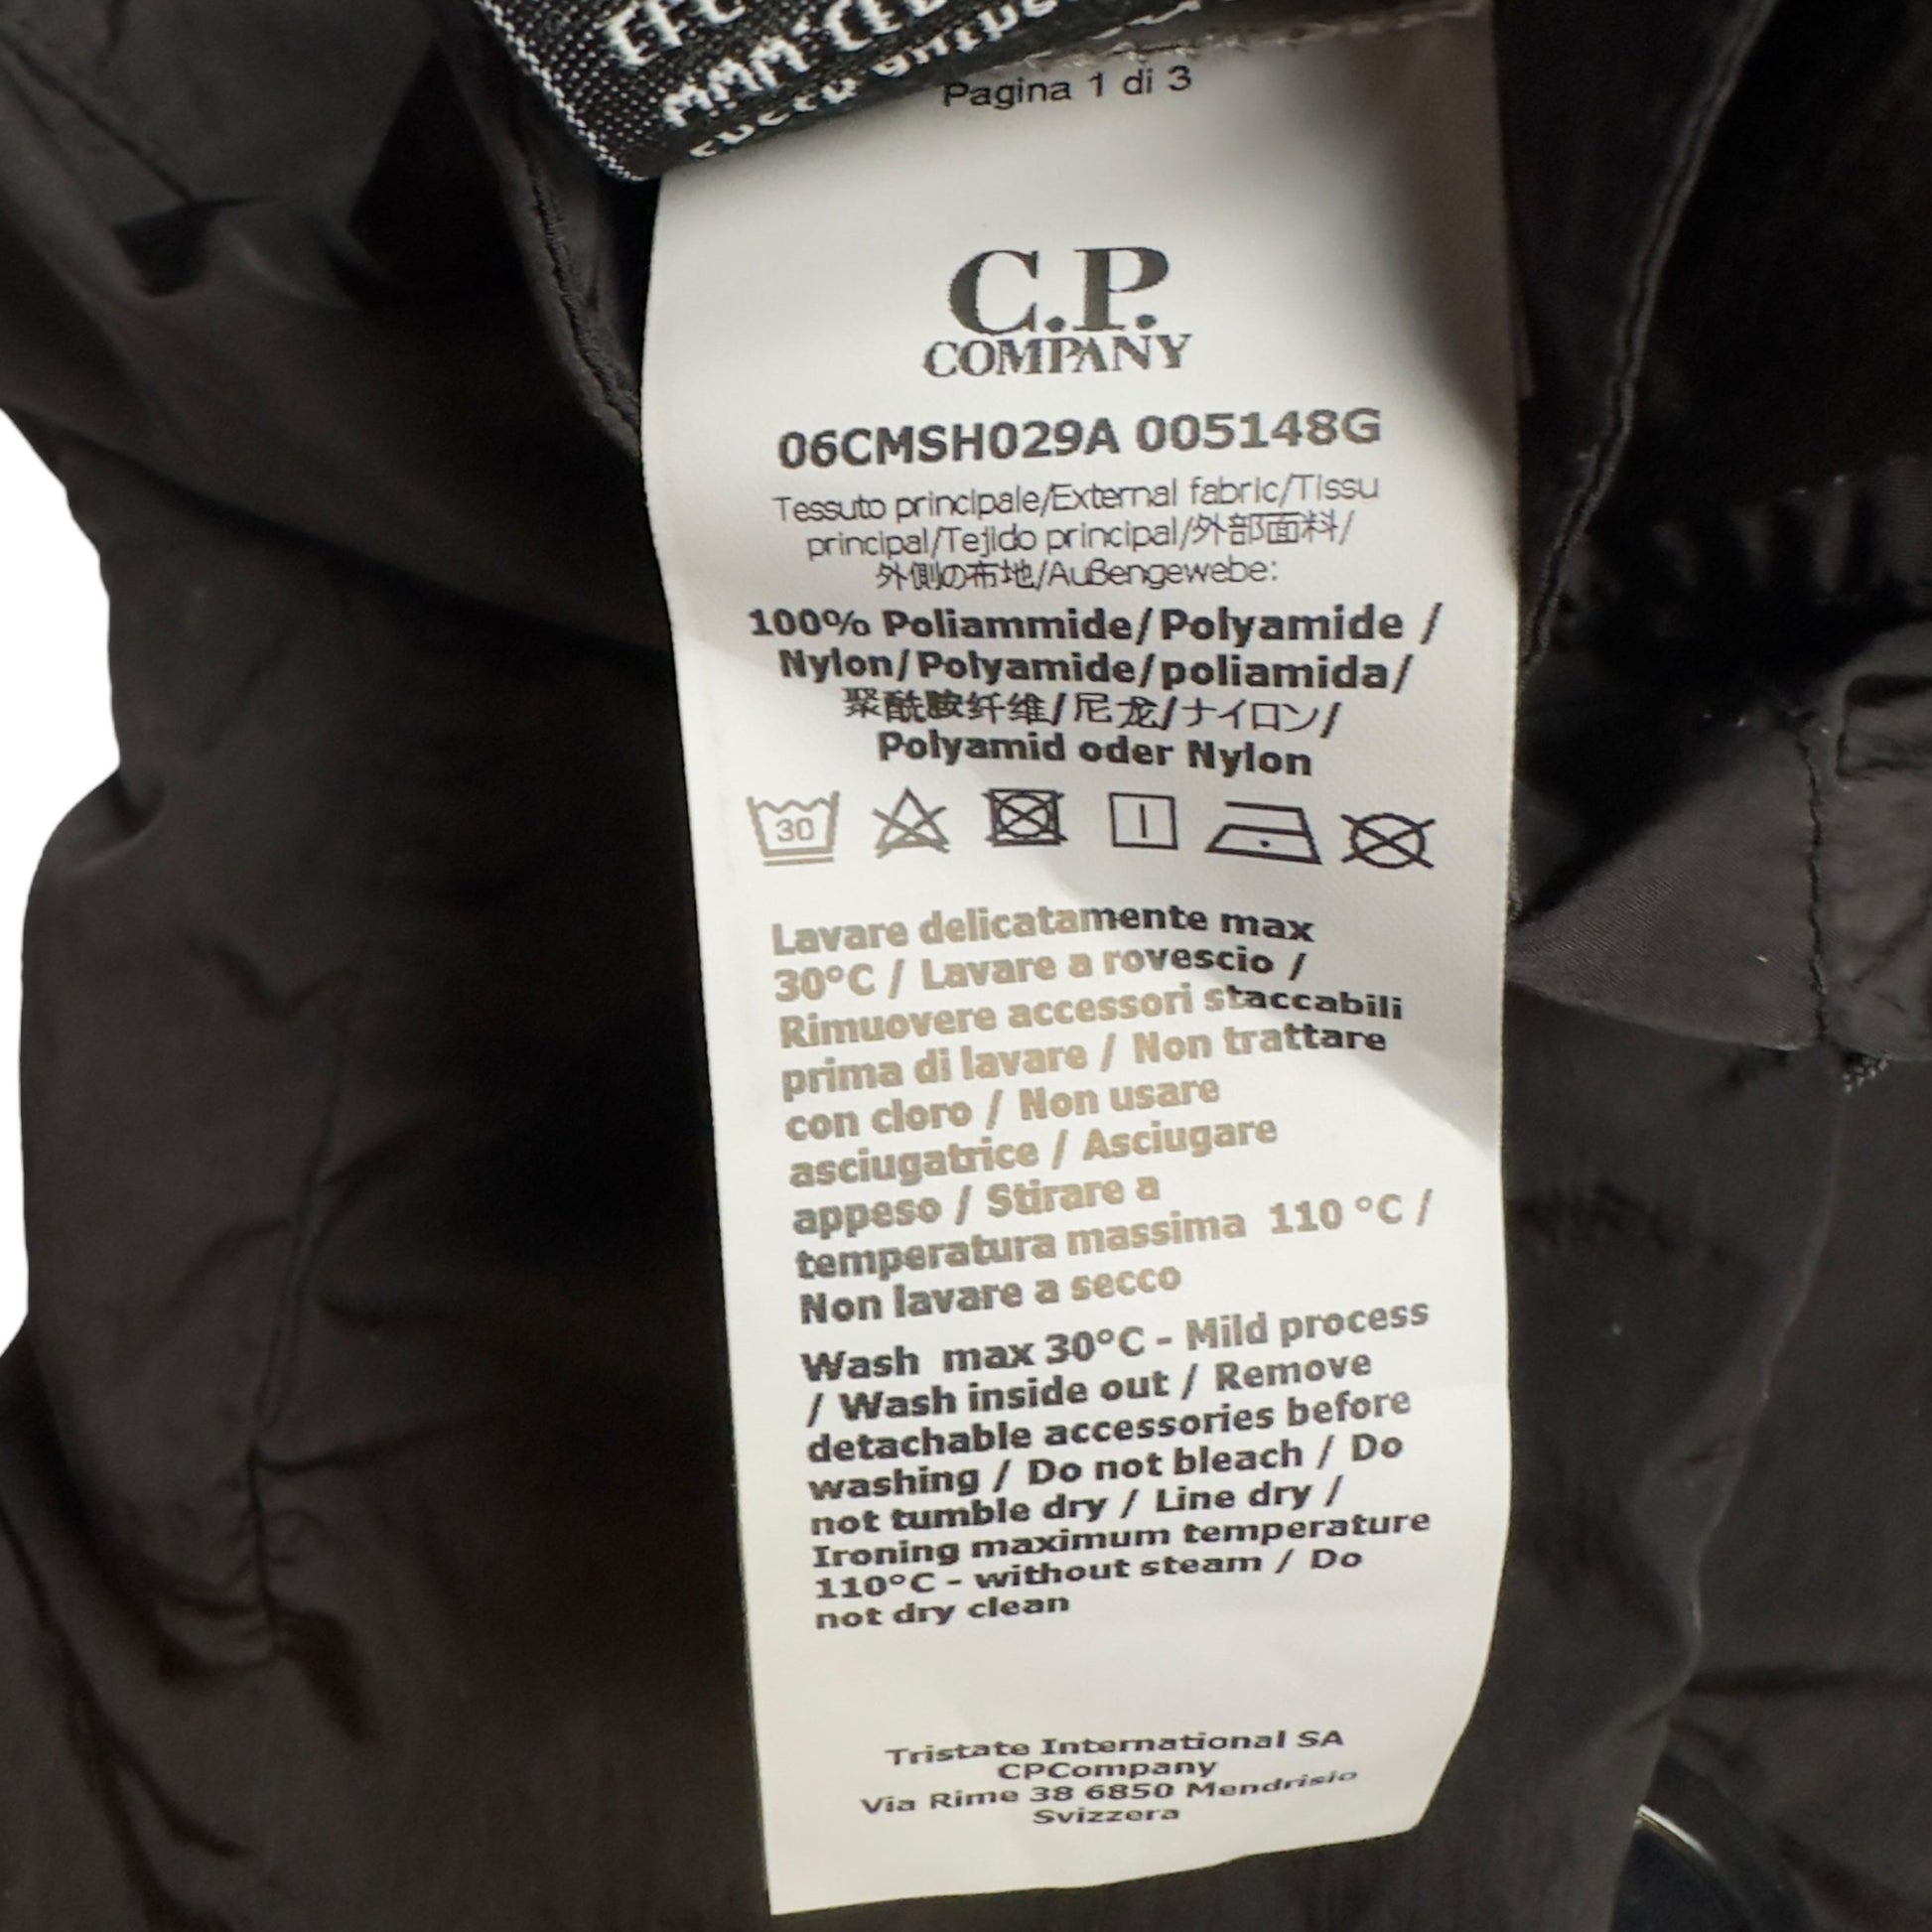 Pagina 1 di 3
C.P.
COMPANY
06CMSH029A 005148G
Tessuto principale/External fabric/Tissu
principal/Tejido principal/外部面料/
外側の布地/Außengewebe:
100% Poliammide/Polyamide /
Nylon/Polyamide/poliamida/
聚酰胺纤维/尼龙/ナイロン/
Polyamid oder Nylon
30
Lavare delicatamente max
30°C / Lavare a rovescio /
Rimuovere accessori staccabili
prima di lavare / Non trattare
con cloro / Non usare
asciugatrice / Asciugare
appeso / Stirare a
temperatura massima 110 °C /
Non lavare a secco
Wash max 30°C - Mild process
/ Wash inside out / Remove
detachable accessories before
washing / Do not bleach / Do
not tumble dry / Line dry /
Ironing maximum temperature
110°C - without steam / Do
not dry clean
Tristate International SA
CPCompany
Via Rime 38 6850 Mendrisio
Svizzera